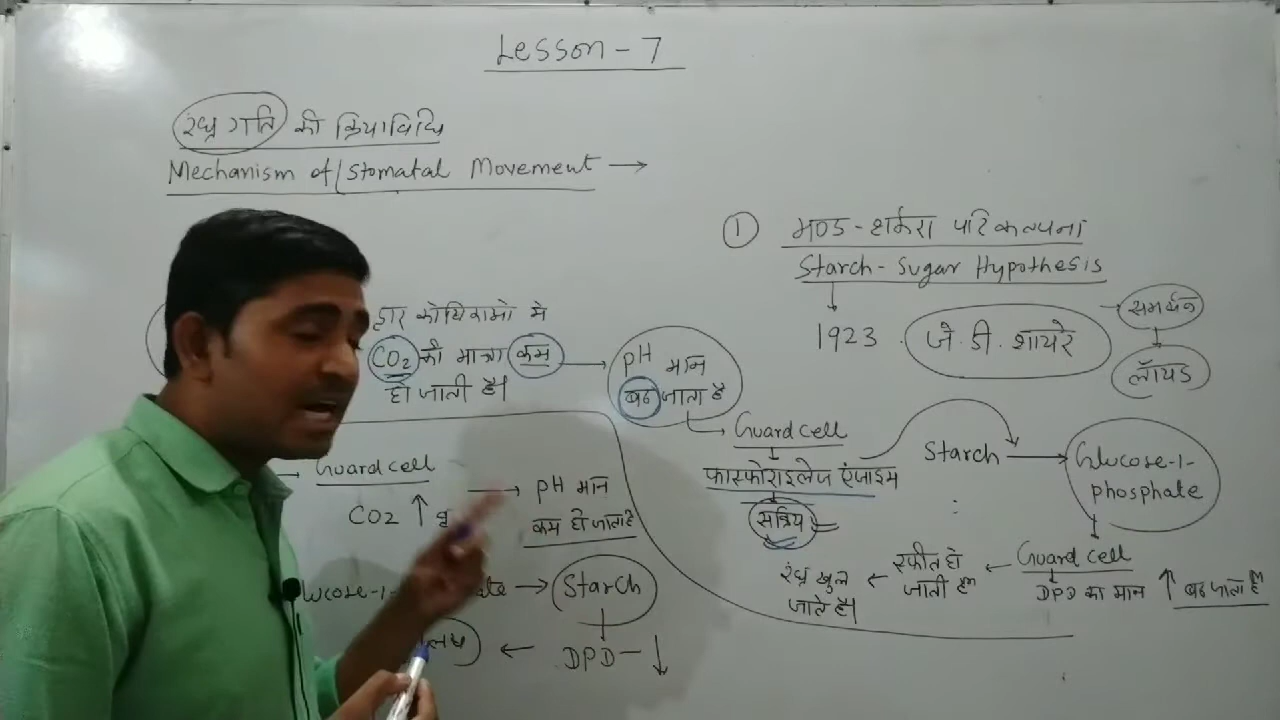 Lesson - 7
रंध्र गति की क्रियाविधि
Mechanism of Stomatal Movement →
① मण्ड - शर्करा परिकल्पना
Starch - Sugar Hypothesis
1923 . जे. डी. शायरे → समर्थन
लॉयड
द्वार कोशिकाओं में
CO2 की मात्रा कम
हो जाती है।
→ pH मान
बढ जाता है
→ Guard cell
फास्फोराइलेज एंजाइम
सक्रिय
Starch → Glucose-1-
phosphate
Guard cell
DPD का मान ↑ बढ जाता है
← स्फीत हो
जाती है
← रंध्र खुल
जाते है।
→ Guard cell
CO2 ↑
→ pH मान
कम हो जाता है
→ Starch
DPD - ↓
←